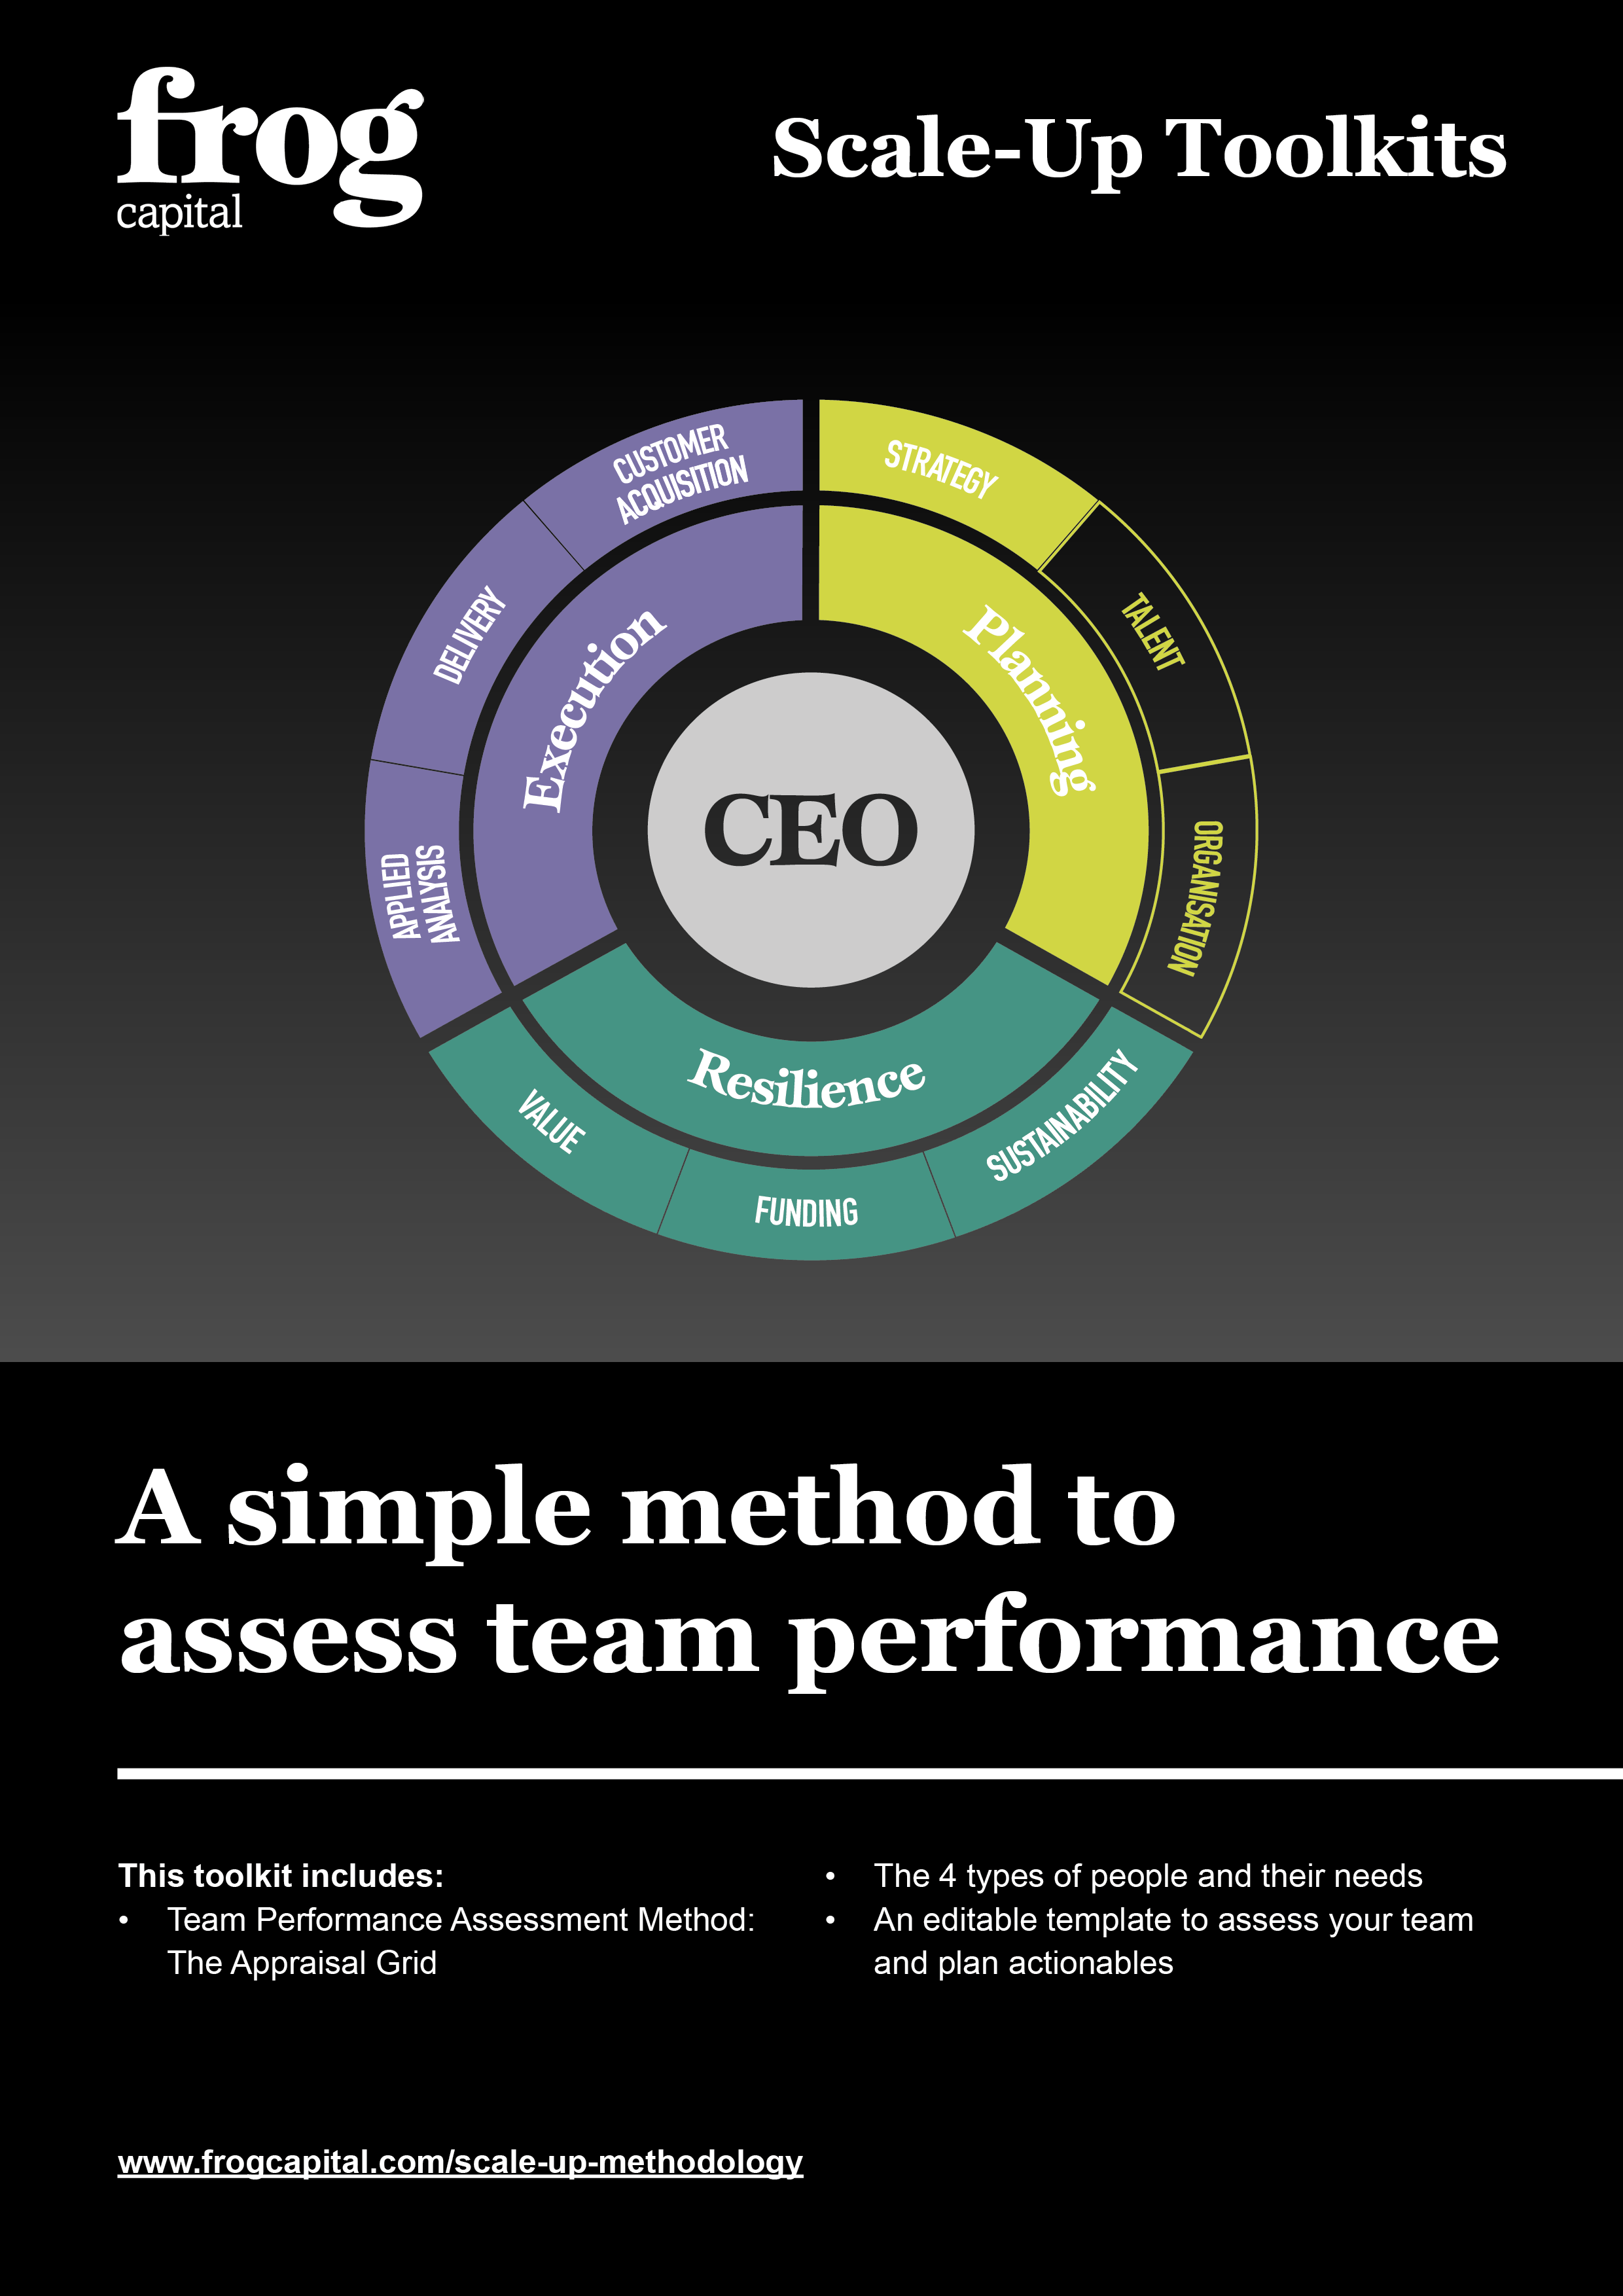 frog
capital
Scale-Up Toolkits
CUSTOMER
ACQUISITION
STRATEGY
DELIVERY
TALENT
Execution
Planning
CEO
APPLIED
ANALYSIS
ORGANISATION
Resilience
VALUE
FUNDING
SUSTAINABILITY
A simple method to
assess team performance
This toolkit includes:
• Team Performance Assessment Method:
The Appraisal Grid
• The 4 types of people and their needs
• An editable template to assess your team
and plan actionables
www.frogcapital.com/scale-up-methodology